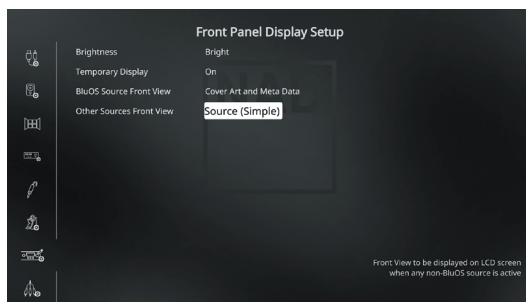 Front Panel Display Setup
Brightness Bright
Temporary Display On
BluOS Source Front View Cover Art and Meta Data
Other Sources Front View Source (Simple)
NAD
Front View to be displayed on LCD screen
when any non-BluOS source is active